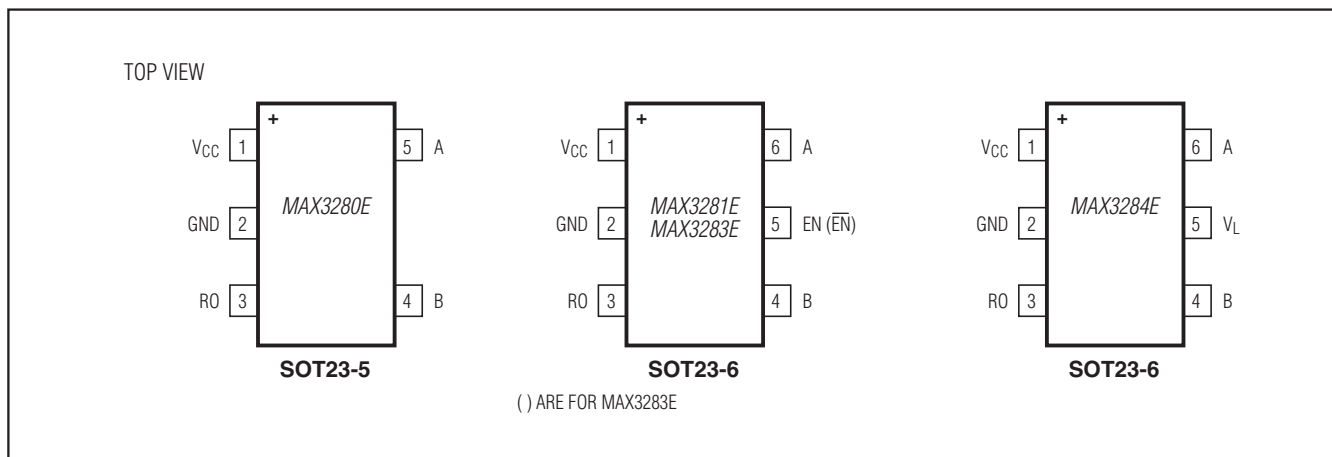 TOP VIEW
+
VCC 1
5 A
MAX3280E
GND 2
RO 3
4 B
SOT23-5
+
VCC 1
6 A
MAX3281E
MAX3283E
GND 2
5 EN (E̅N̅)
RO 3
4 B
SOT23-6
( ) ARE FOR MAX3283E
+
VCC 1
6 A
MAX3284E
GND 2
5 VL
RO 3
4 B
SOT23-6